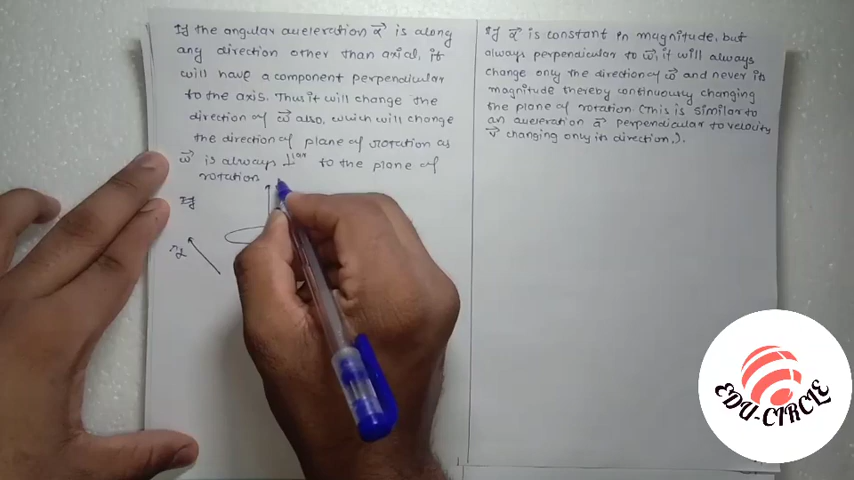 If the angular acceleration α⃗ is along
any direction other than axial, it
will have a component perpendicular
to the axis. Thus it will change the
direction of ω⃗ also, which will change
the direction of plane of rotation as
ω⃗ is always ⊥ar to the plane of
rotation
If
If α⃗ is constant in magnitude, but
always perpendicular to ω⃗, it will always
change only the direction of ω⃗ and never its
magnitude thereby continuously changing
the plane of rotation (This is similar to
an acceleration a⃗ perpendicular to velocity
v⃗ changing only its direction.).
EDU-CIRCLE